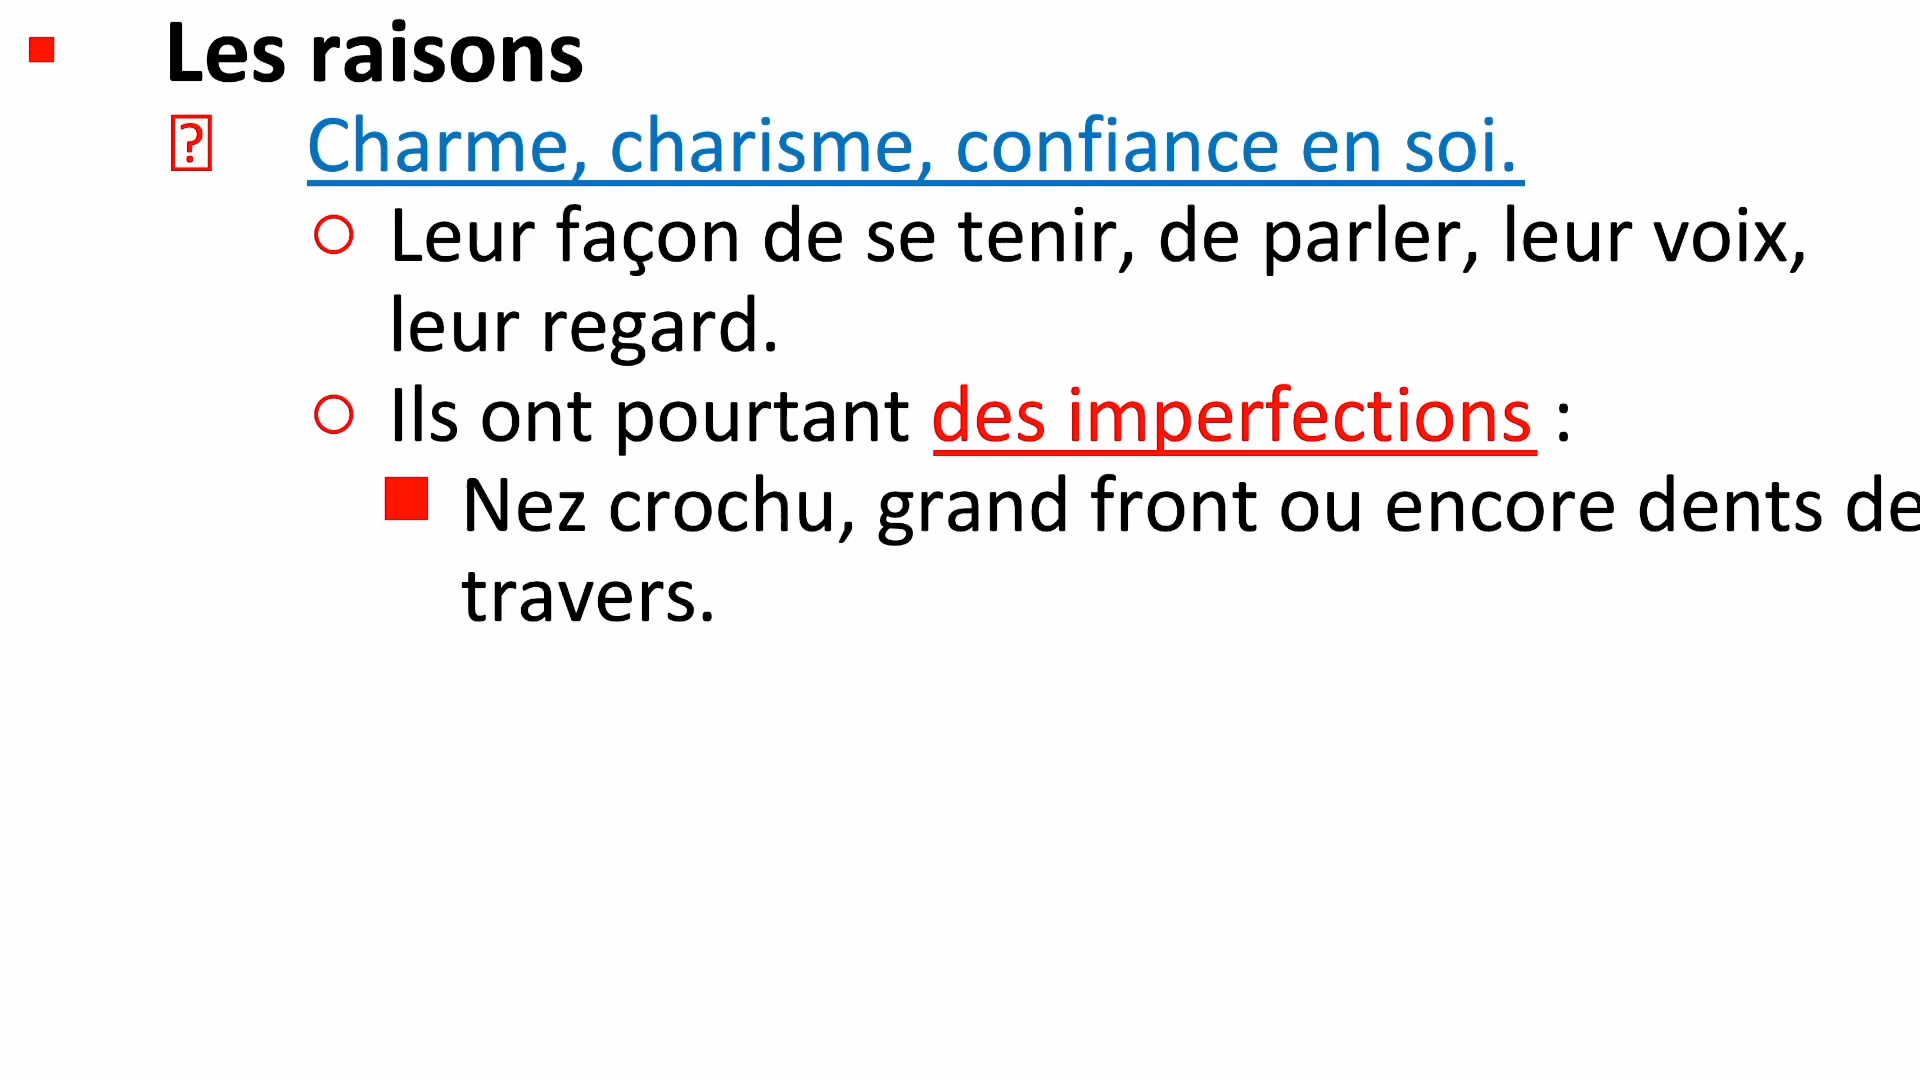 Les raisons
Charme, charisme, confiance en soi.
Leur façon de se tenir, de parler, leur voix,
leur regard.
Ils ont pourtant des imperfections :
Nez crochu, grand front ou encore dents de
travers.